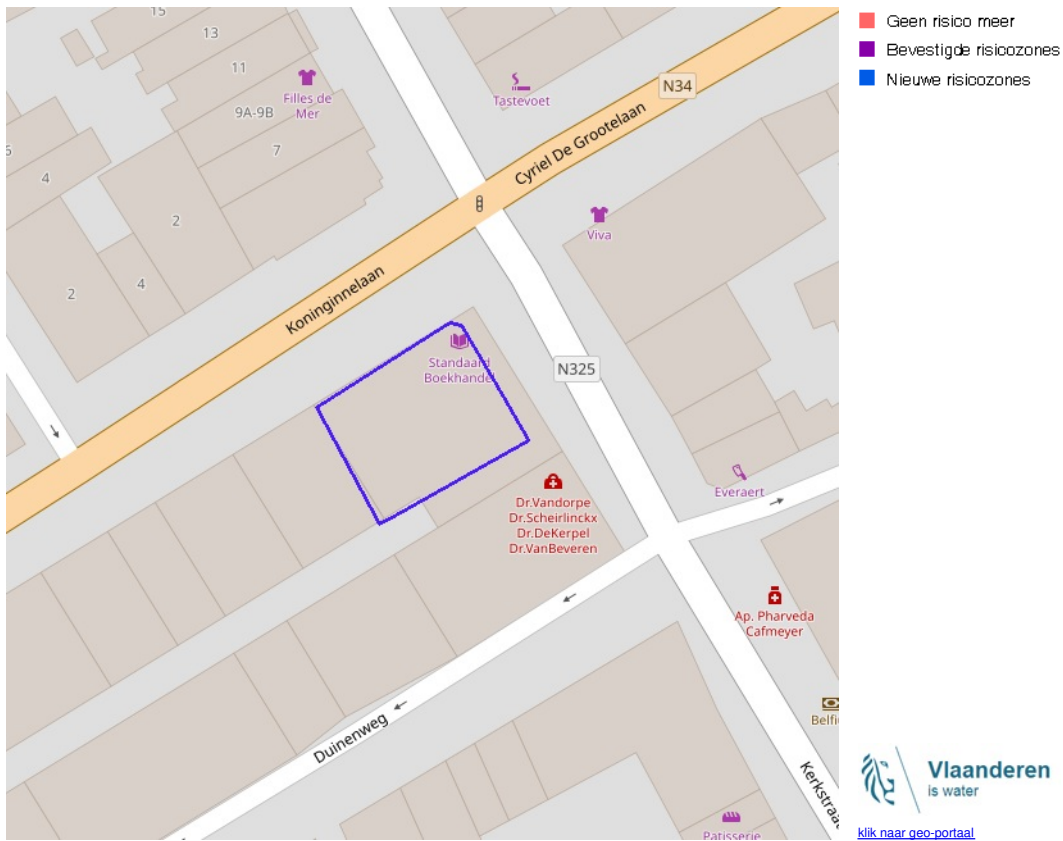 15
13
11
9A-9B
7
Filles de
Mer
Tastevoet
N34
Cyriel De Grootelaan
4
2
2
4
Viva
Koninginnelaan
Standaard
Boekhandel
N325
Everaert
Dr.Vandorpe
Dr.Scheirlinckx
Dr.DeKerpel
Dr.VanBeveren
Ap. Pharveda
Cafmeyer
Duinenweg
Kerkstraa
Patisserie
Geen risico meer
Bevestigde risicozones
Nieuwe risicozones
Vlaanderen
is water
klik naar geo-portaal